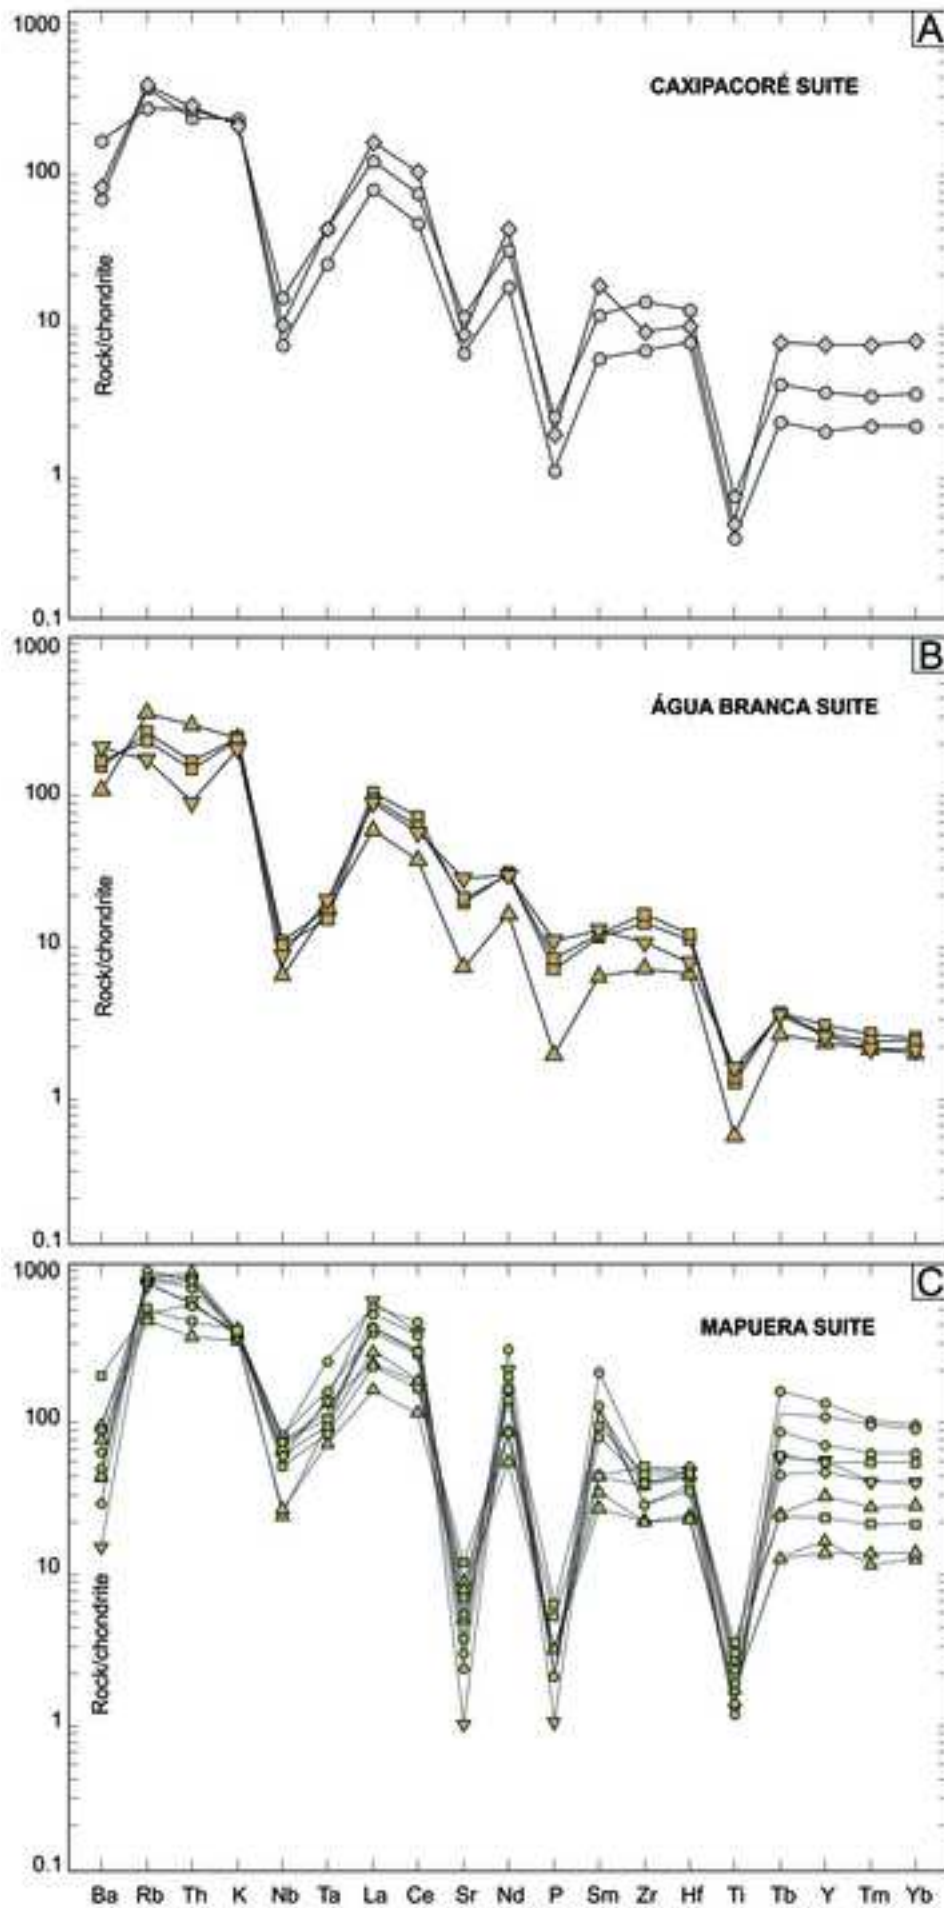 A
CAXIPACORÉ SUITE
1000
100
10
1
0.1
Rock/chondrite
B
ÁGUA BRANCA SUITE
1000
100
10
1
0.1
Rock/chondrite
C
MAPUERA SUITE
1000
100
10
1
0.1
Rock/chondrite
Ba Rb Th K Nb Ta La Ce Sr Nd P Sm Zr Hf Ti Tb Y Tm Yb